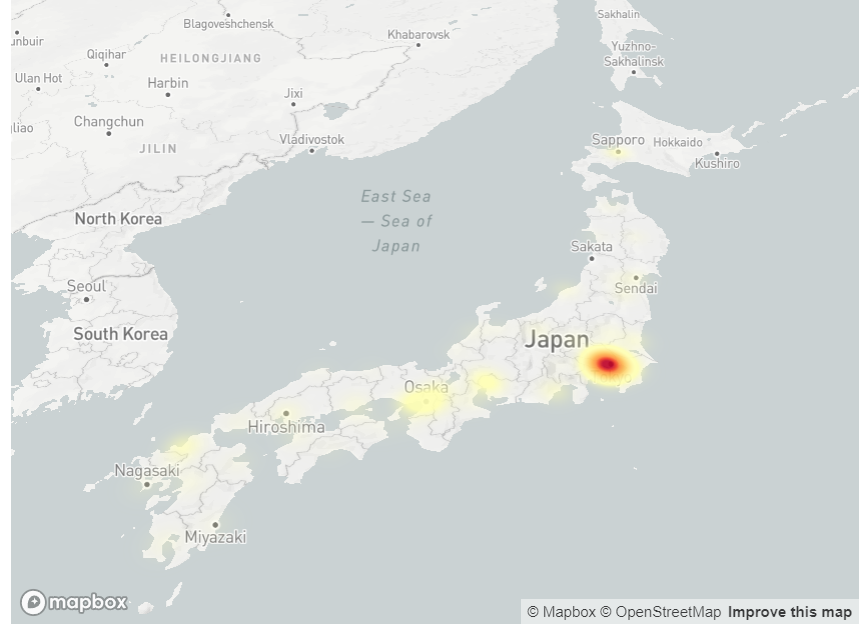 Sakhalin
Blagoveshchensk
Khabarovsk
unbuir
Qiqihar
HEILONGJIANG
Yuzhno-
Sakhalinsk
Ulan Hot
Harbin
Jixi
gliao
Changchun
Vladivostok
Sapporo
Hokkaido
JILIN
Kushiro
East Sea
— Sea of
Japan
North Korea
Sakata
Seoul
Sendai
South Korea
Japan
Osaka
Hiroshima
Nagasaki
Miyazaki
mapbox
© Mapbox © OpenStreetMap Improve this map